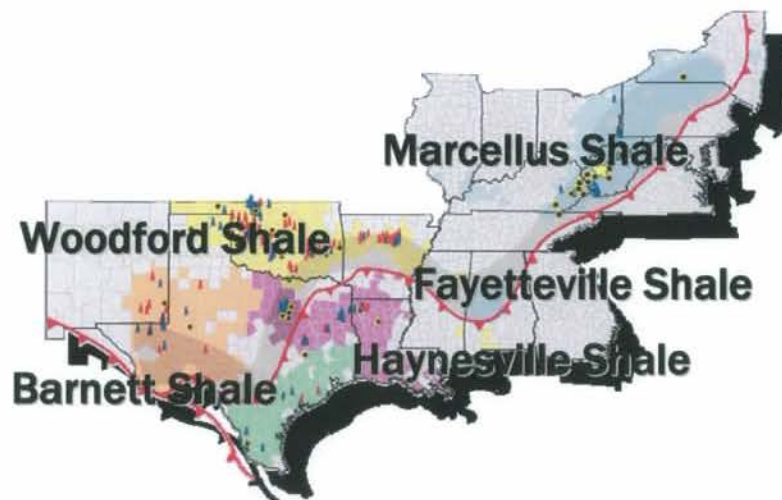 Marcellus Shale
Woodford Shale
Fayetteville Shale
Haynesville Shale
Barnett Shale